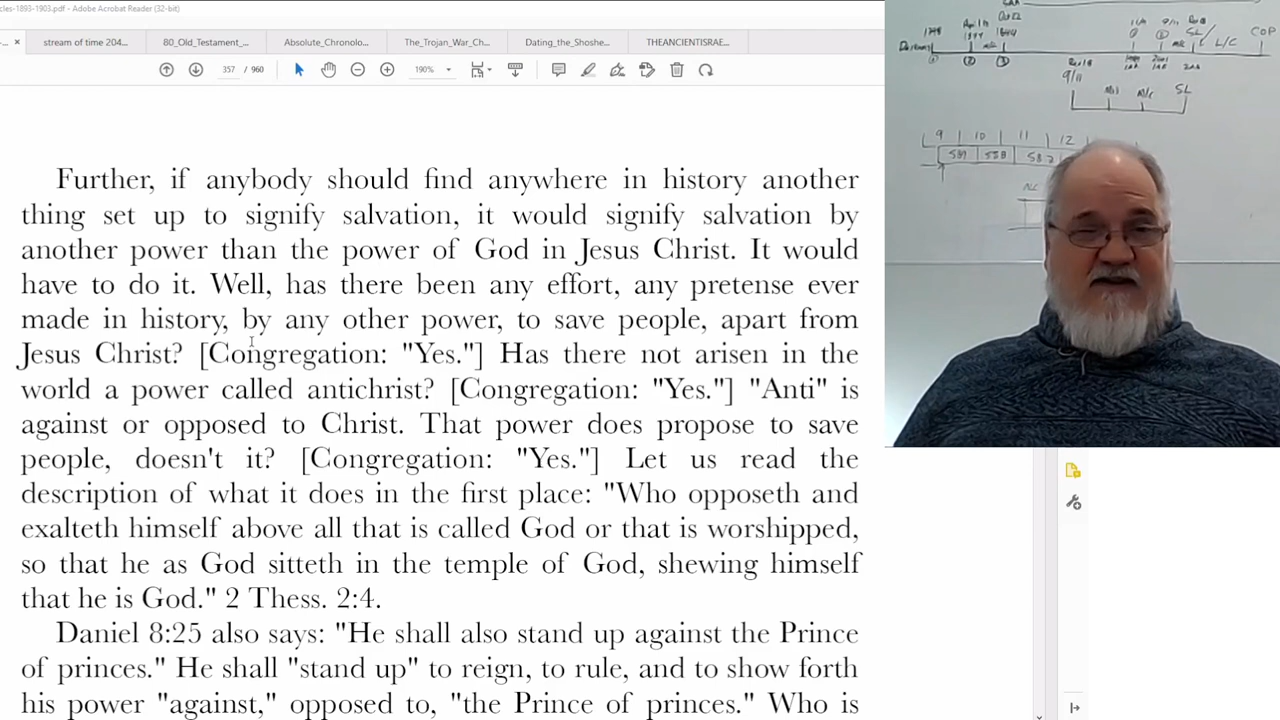 cles-1893-1903.pdf - Adobe Acrobat Reader (32-bit)
stream of time 204...
80_Old_Testament_...
Absolute_Chronolo...
The_Trojan_War_Ch...
Dating_the_Shoshe...
THEANCIENTISRAE...
357 / 960
190%
Further, if anybody should find anywhere in history another
thing set up to signify salvation, it would signify salvation by
another power than the power of God in Jesus Christ. It would
have to do it. Well, has there been any effort, any pretense ever
made in history, by any other power, to save people, apart from
Jesus Christ? [Congregation: "Yes."] Has there not arisen in the
world a power called antichrist? [Congregation: "Yes."] "Anti" is
against or opposed to Christ. That power does propose to save
people, doesn't it? [Congregation: "Yes."] Let us read the
description of what it does in the first place: "Who opposeth and
exalteth himself above all that is called God or that is worshipped,
so that he as God sitteth in the temple of God, shewing himself
that he is God." 2 Thess. 2:4.
Daniel 8:25 also says: "He shall also stand up against the Prince
of princes." He shall "stand up" to reign, to rule, and to show forth
his power "against," opposed to, "the Prince of princes." Who is
COP
L/C
9/11
SL
9 10 11 12